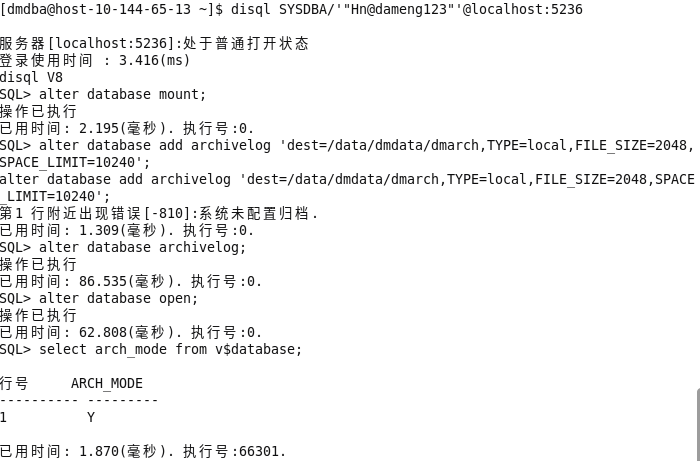 [dmdba@host-10-144-65-13 ~]$ disql SYSDBA/'"Hn@dameng123"'@localhost:5236
服务器[localhost:5236]:处于普通打开状态
登录使用时间 : 3.416(ms)
disql V8
SQL> alter database mount;
操作已执行
已用时间: 2.195(毫秒). 执行号:0.
SQL> alter database add archivelog 'dest=/data/dmdata/dmarch,TYPE=local,FILE_SIZE=2048,
SPACE_LIMIT=10240';
alter database add archivelog 'dest=/data/dmdata/dmarch,TYPE=local,FILE_SIZE=2048,SPACE
_LIMIT=10240';
第1 行附近出现错误[-810]:系统未配置归档.
已用时间: 1.309(毫秒). 执行号:0.
SQL> alter database archivelog;
操作已执行
已用时间: 86.535(毫秒). 执行号:0.
SQL> alter database open;
操作已执行
已用时间: 62.808(毫秒). 执行号:0.
SQL> select arch_mode from v$database;
行号     ARCH_MODE
---------- ---------
1          Y
已用时间: 1.870(毫秒). 执行号:66301.